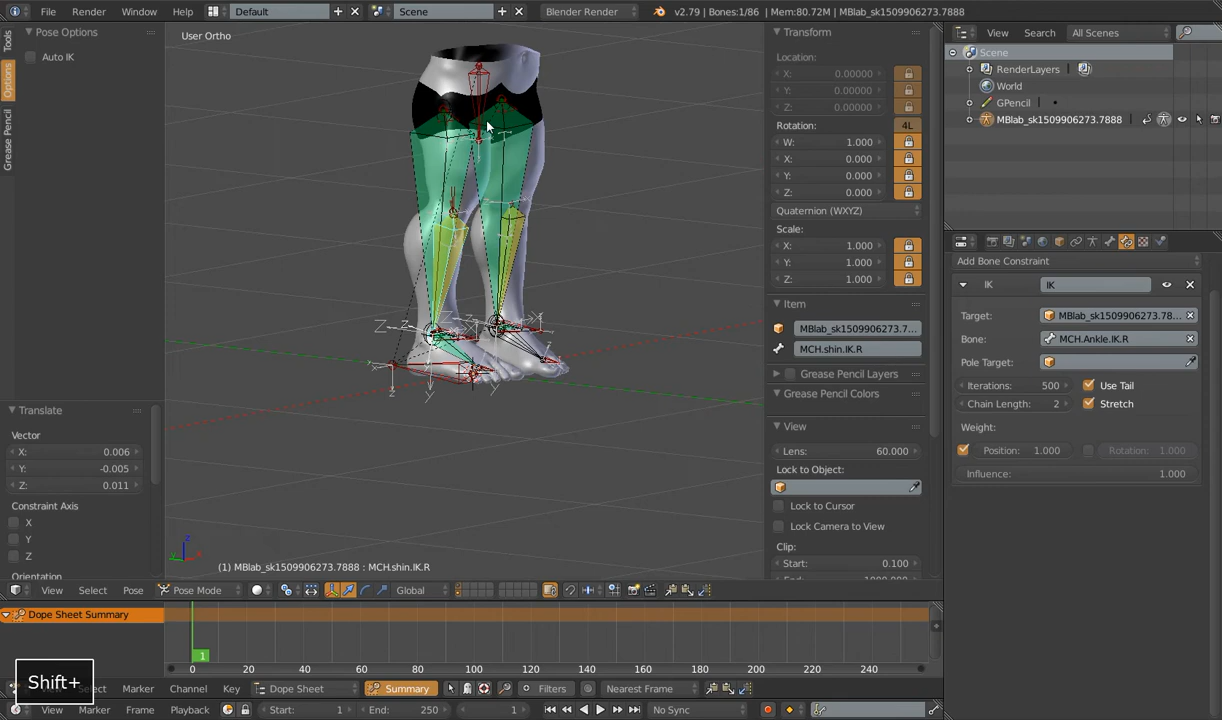 File Render Window Help Default Scene Blender Render v2.79 | Bones:1/86 | Mem:80.72M | MBlab_sk1509906273.7888
Tools
Options
Grease Pencil
Pose Options
Auto IK
Translate
Vector
X: 0.006
Y: -0.005
Z: 0.011
Constraint Axis
X
Y
Z
Orientation
User Ortho
(1) MBlab_sk1509906273.7888 : MCH.shin.IK.R
View Select Pose Pose Mode Global
Transform
Location:
X: 0.00000
Y: 0.00000
Z: 0.00000
Rotation: 4L
W: 1.000
X: 0.000
Y: 0.000
Z: 0.000
Quaternion (WXYZ)
Scale:
X: 1.000
Y: 1.000
Z: 1.000
Item
MBlab_sk1509906273.7...
MCH.shin.IK.R
Grease Pencil Layers
Grease Pencil Colors
View
Lens: 60.000
Lock to Object:
Lock to Cursor
Lock Camera to View
Clip:
Start: 0.100
View Search All Scenes
Scene
RenderLayers
World
GPencil
MBlab_sk1509906273.7888
Add Bone Constraint
IK IK
Target: MBlab_sk1509906273.78...
Bone: MCH.Ankle.IK.R
Pole Target:
Iterations: 500 Use Tail
Chain Length: 2 Stretch
Weight:
Position: 1.000 Rotation: 1.000
Influence: 1.000
Dope Sheet Summary
1
0 20 40 60 80 100 120 140 160 180 200 220 240
Shift+
Select Marker Channel Key Dope Sheet Summary Filters Nearest Frame
View Marker Frame Playback Start: 1 End: 250 1 No Sync